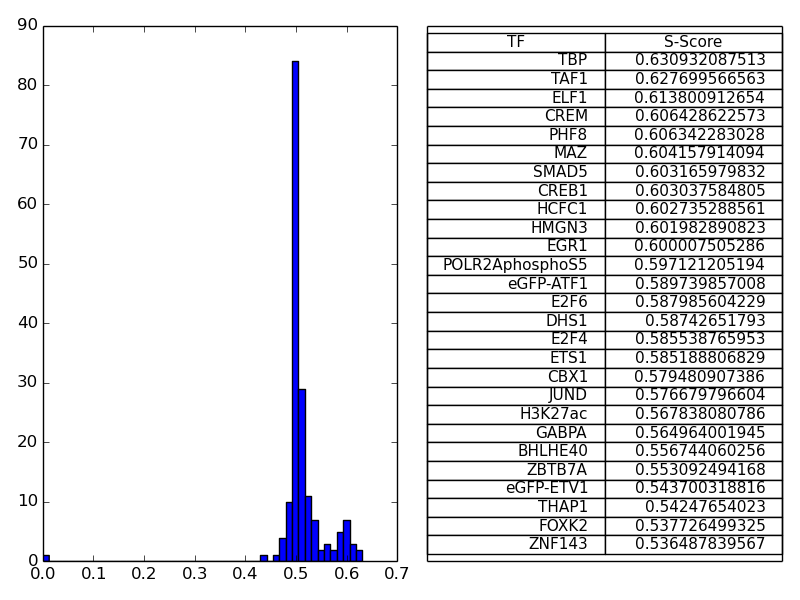 90
80
70
60
50
40
30
20
10
0
0.0 0.1 0.2 0.3 0.4 0.5 0.6 0.7
TF S-Score
TBP 0.630932087513
TAF1 0.627699566563
ELF1 0.613800912654
CREM 0.606428622573
PHF8 0.606342283028
MAZ 0.604157914094
SMAD5 0.603165979832
CREB1 0.603037584805
HCFC1 0.602735288561
HMGN3 0.601982890823
EGR1 0.600007505286
POLR2AphosphoS5 0.597121205194
eGFP-ATF1 0.589739857008
E2F6 0.587985604229
DHS1 0.58742651793
E2F4 0.585538765953
ETS1 0.585188806829
CBX1 0.579480907386
JUND 0.576679796604
H3K27ac 0.567838080786
GABPA 0.564964001945
BHLHE40 0.556744060256
ZBTB7A 0.553092494168
eGFP-ETV1 0.543700318816
THAP1 0.54247654023
FOXK2 0.537726499325
ZNF143 0.536487839567